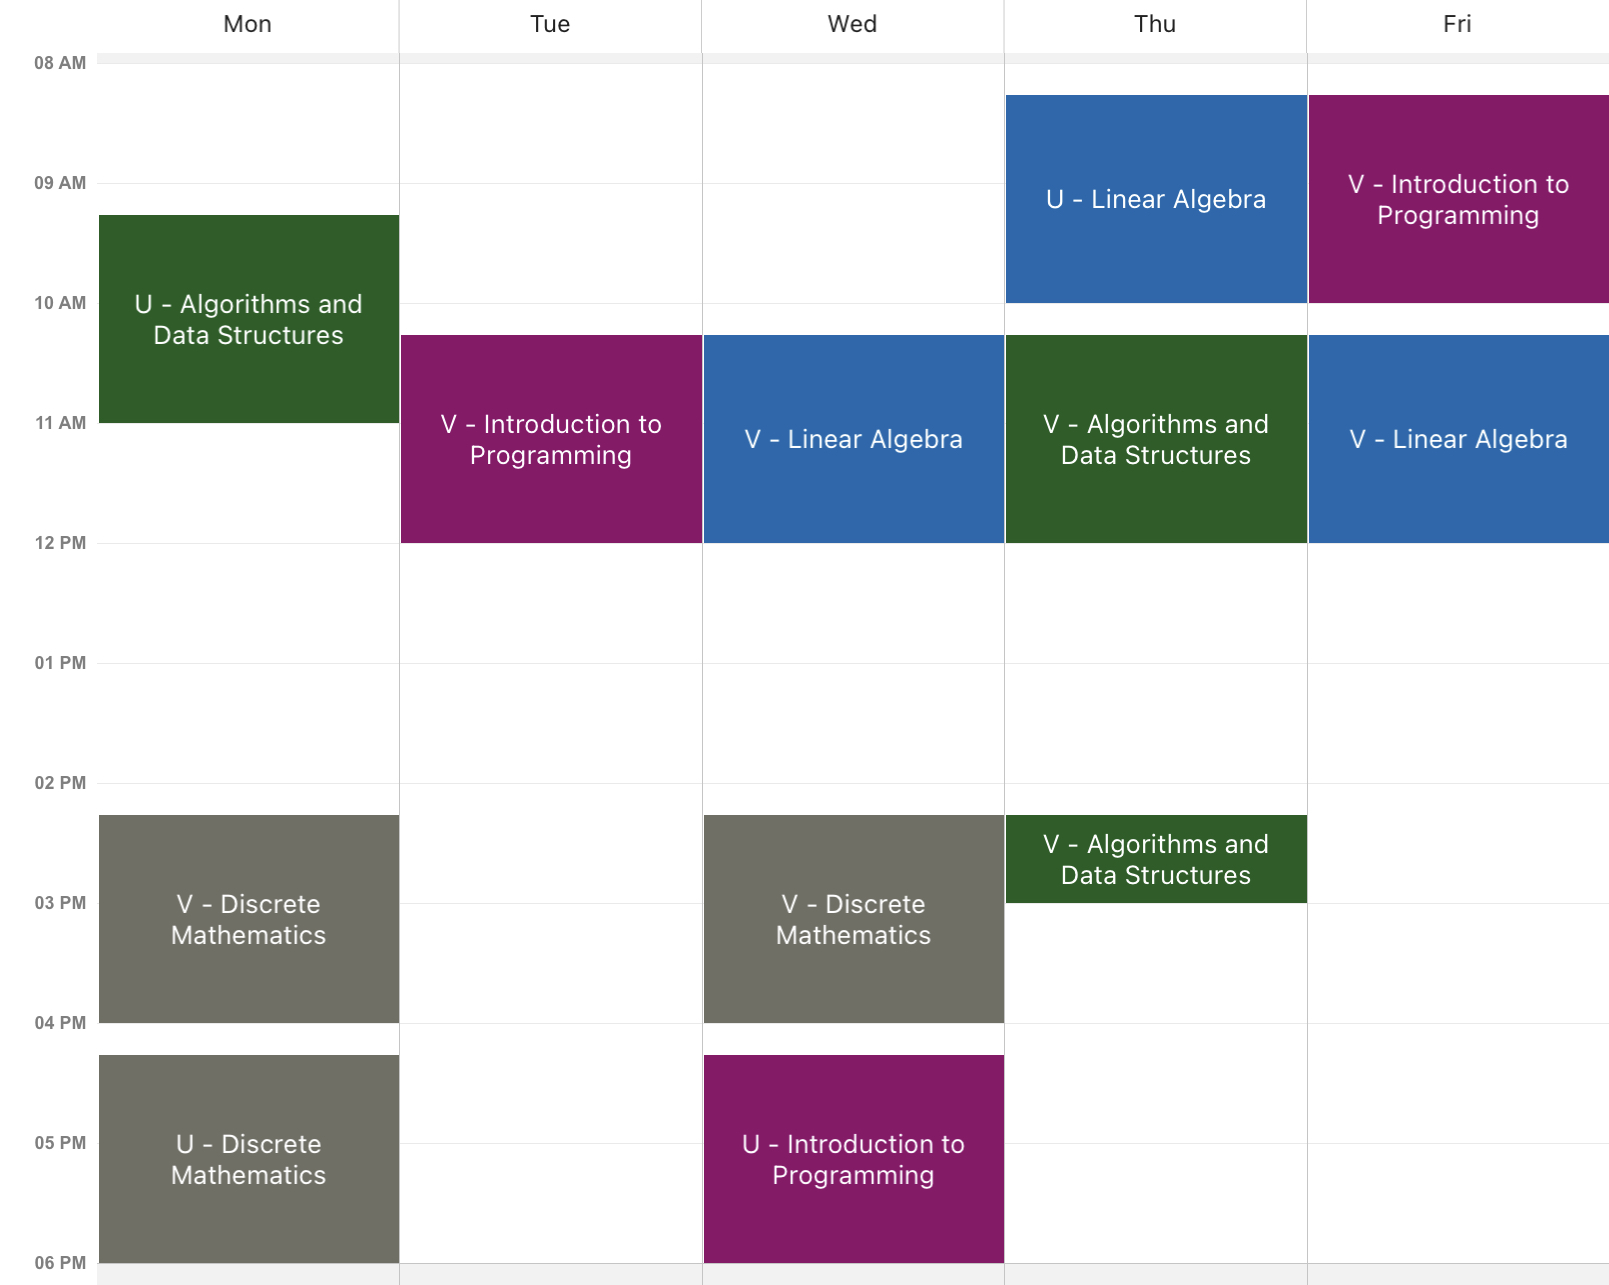 Mon Tue Wed Thu Fri
08 AM
U - Linear Algebra
V - Introduction to
Programming
09 AM
U - Algorithms and
Data Structures
10 AM
V - Introduction to
Programming
V - Linear Algebra
V - Algorithms and
Data Structures
V - Linear Algebra
11 AM
12 PM
01 PM
02 PM
V - Discrete
Mathematics
V - Discrete
Mathematics
V - Algorithms and
Data Structures
03 PM
04 PM
U - Discrete
Mathematics
U - Introduction to
Programming
05 PM
06 PM